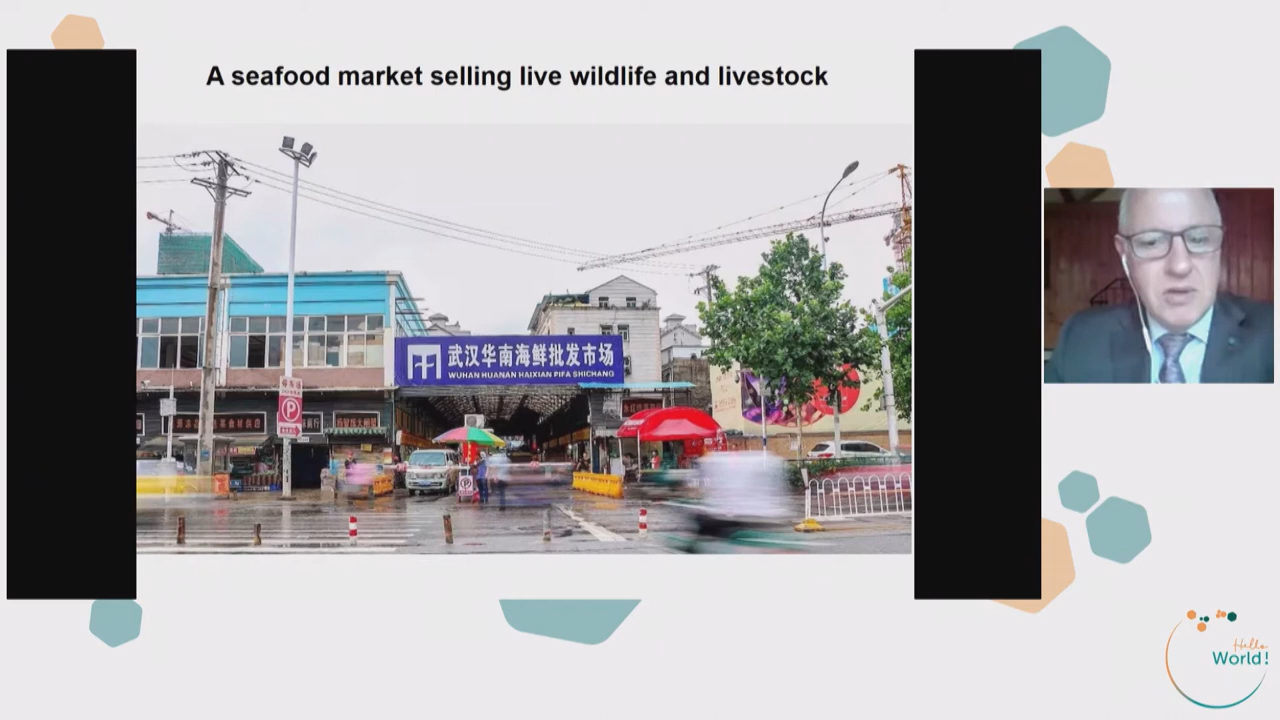 A seafood market selling live wildlife and livestock
武汉华南海鲜批发市场
WUHAN HUANAN HAIXIAN PIFA SHICHANG
P
P
Hello
World!